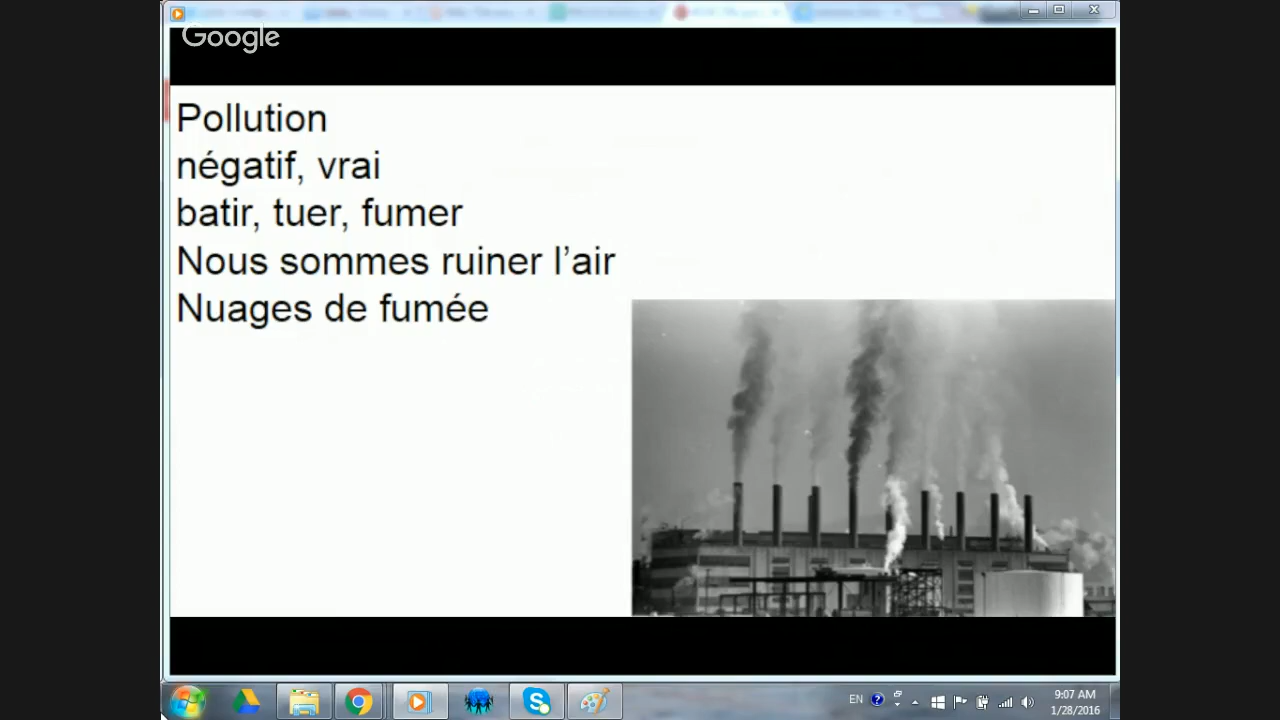 Google
Pollution
négatif, vrai
batir, tuer, fumer
Nous sommes ruiner l’air
Nuages de fumée
EN
9:07 AM
1/28/2016